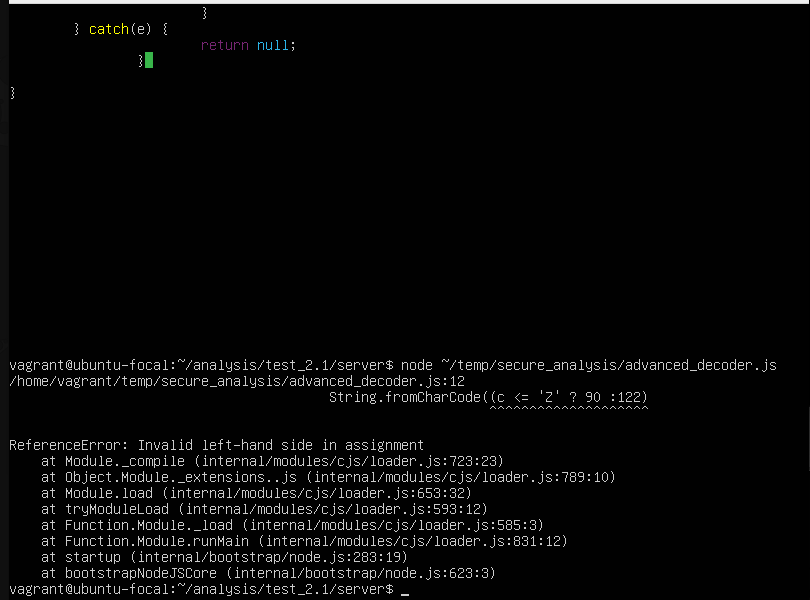 }
} catch(e) {
return null;
}
}
vagrant@ubuntu-focal:~/analysis/test_2.1/server$ node ~/temp/secure_analysis/advanced_decoder.js
/home/vagrant/temp/secure_analysis/advanced_decoder.js:12
String.fromCharCode((c <= 'Z' ? 90 :122)
^^^^^^^^^^^^^^^^^^^^
ReferenceError: Invalid left-hand side in assignment
at Module._compile (internal/modules/cjs/loader.js:723:23)
at Object.Module._extensions..js (internal/modules/cjs/loader.js:789:10)
at Module.load (internal/modules/cjs/loader.js:653:32)
at tryModuleLoad (internal/modules/cjs/loader.js:593:12)
at Function.Module._load (internal/modules/cjs/loader.js:585:3)
at Function.Module.runMain (internal/modules/cjs/loader.js:831:12)
at startup (internal/bootstrap/node.js:283:19)
at bootstrapNodeJSCore (internal/bootstrap/node.js:623:3)
vagrant@ubuntu-focal:~/analysis/test_2.1/server$ _